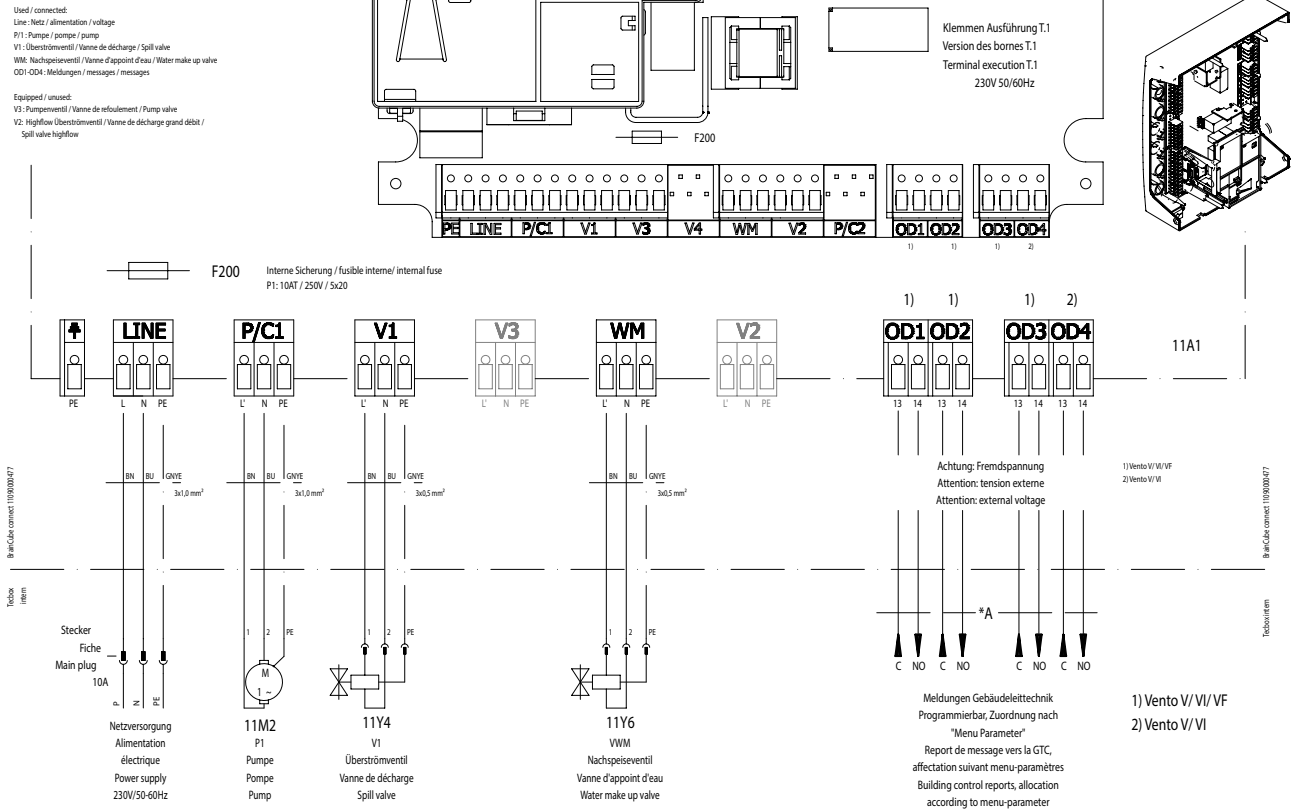 Used / connected:
Line : Netz / alimentation / voltage
P/1 : Pumpe / pompe / pump
V1 : Überströmventil / Vanne de décharge / Spill valve
WM: Nachspeiseventil / Vanne d'appoint d'eau / Water make up valve
OD1-OD4 : Meldungen / messages / messages
Equipped / unused:
V3 : Pumpenventil / Vanne de refoulement / Pump valve
V2: Highflow Überströmventil / Vanne de décharge grand débit /
Spill valve highflow
Klemmen Ausführung T.1
Version des bornes T.1
Terminal execution T.1
230V 50/60Hz
F200
PE LINE P/C1 V1 V3 V4 WM V2 P/C2 OD1 OD2 OD3 OD4
1) 1) 1) 2)
F200
Interne Sicherung / fusible interne/ internal fuse
P1: 10AT / 250V / 5x20
1) 1) 1) 2)
LINE P/C1 V1 V3 WM V2 OD1 OD2 OD3 OD4
11A1
PE L N PE L' N PE L' N PE L' N PE L' N PE L' N PE 13 14 13 14 13 14 13 14
BN BU GNYE
3x1,0 mm²
BN BU GNYE
3x1,0 mm²
BN BU GNYE
3x0,5 mm²
BN BU GNYE
3x0,5 mm²
Achtung: Fremdspannung
Attention: tension externe
Attention: external voltage
1) Vento V/ VI/ VF
2) Vento V/ VI
BrainCube connect 11090000477
BrainCube connect 11090000477
Tecbox
intern
Tecbox intern
Stecker
Fiche
Main plug
10A
P N PE
1 2 PE
M
1 ~
1 2 PE
1 2 PE
*A
C NO C NO C NO C NO
Netzversorgung
Alimentation
électrique
Power supply
230V/50-60Hz
11M2
P1
Pumpe
Pompe
Pump
11Y4
V1
Überströmventil
Vanne de décharge
Spill valve
11Y6
VWM
Nachspeiseventil
Vanne d'appoint d'eau
Water make up valve
Meldungen Gebäudeleittechnik
Programmierbar, Zuordnung nach
"Menu Parameter"
Report de message vers la GTC,
affectation suivant menu-paramètres
Building control reports, allocation
according to menu-parameter
1) Vento V/ VI/ VF
2) Vento V/ VI